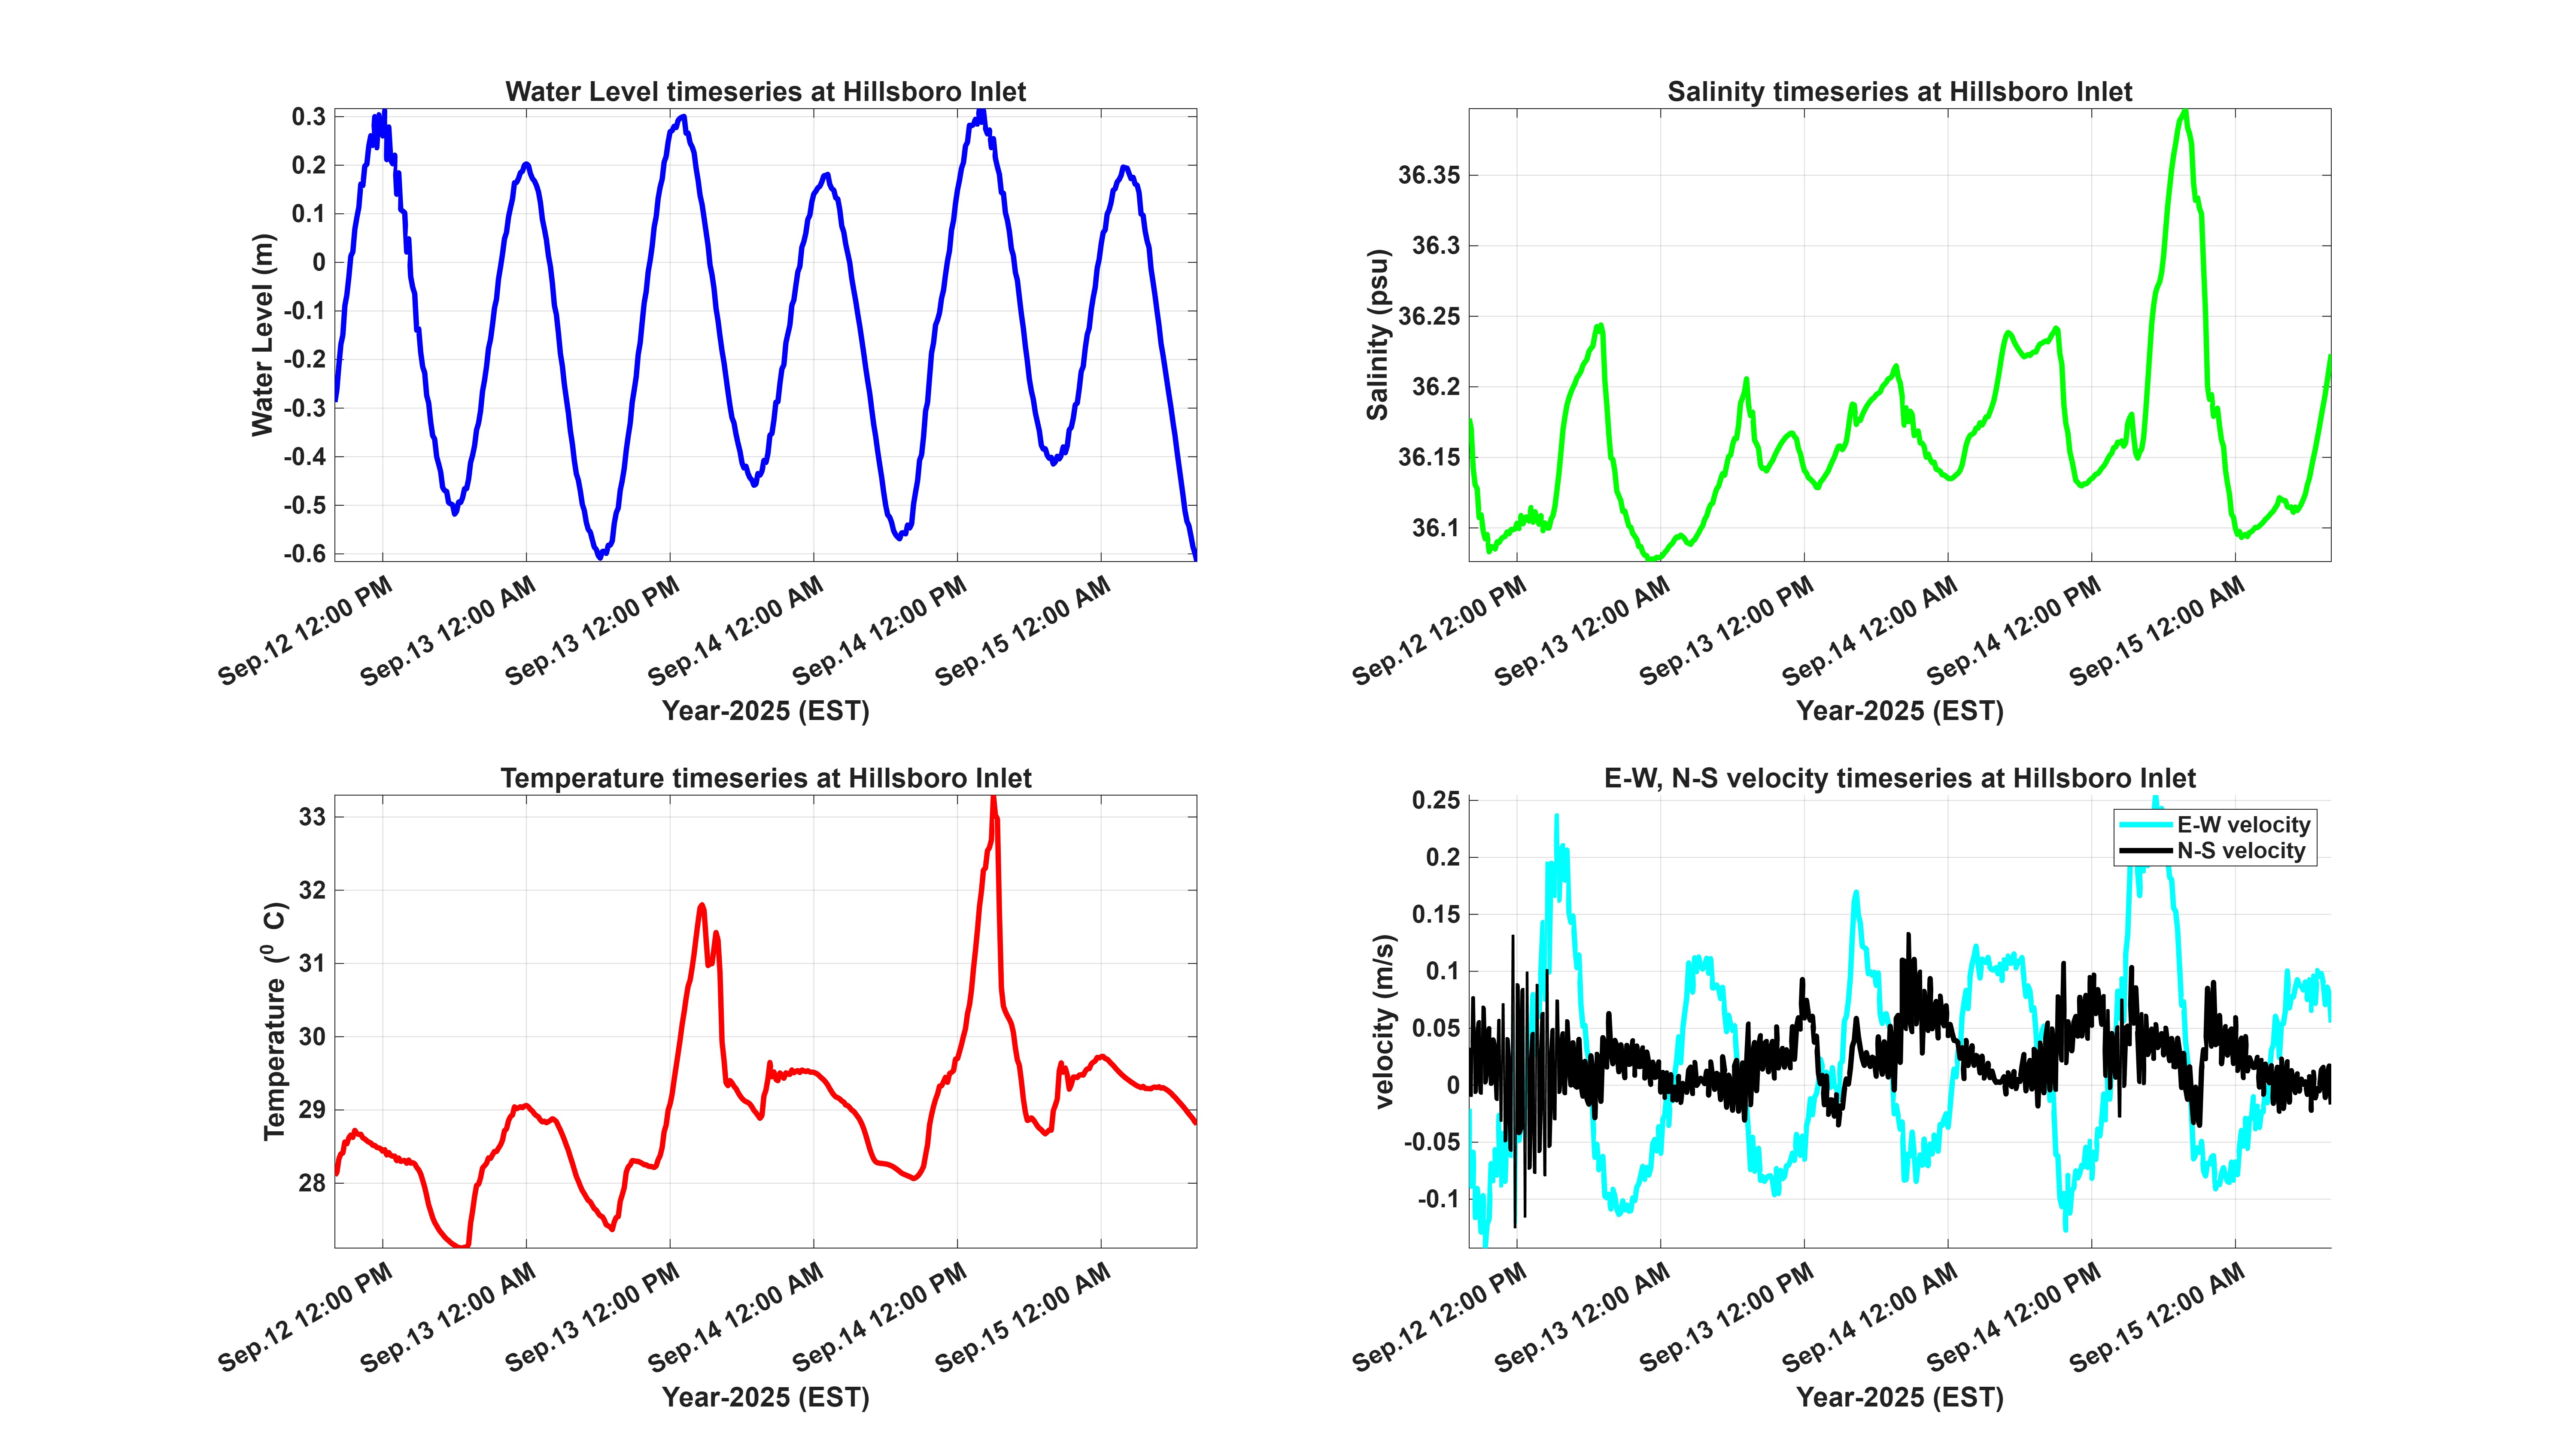 Water Level timeseries at Hillsboro Inlet
0.3
0.2
0.1
0
-0.1
-0.2
-0.3
-0.4
-0.5
-0.6
Water Level (m)
Sep.12 12:00 PM
Sep.13 12:00 AM
Sep.13 12:00 PM
Sep.14 12:00 AM
Sep.14 12:00 PM
Sep.15 12:00 AM
Year-2025 (EST)
Salinity timeseries at Hillsboro Inlet
36.35
36.3
36.25
36.2
36.15
36.1
Salinity (psu)
Sep.12 12:00 PM
Sep.13 12:00 AM
Sep.13 12:00 PM
Sep.14 12:00 AM
Sep.14 12:00 PM
Sep.15 12:00 AM
Year-2025 (EST)
Temperature timeseries at Hillsboro Inlet
33
32
31
30
29
28
Temperature (⁰ C)
Sep.12 12:00 PM
Sep.13 12:00 AM
Sep.13 12:00 PM
Sep.14 12:00 AM
Sep.14 12:00 PM
Sep.15 12:00 AM
Year-2025 (EST)
E-W, N-S velocity timeseries at Hillsboro Inlet
0.25
0.2
0.15
0.1
0.05
0
-0.05
-0.1
velocity (m/s)
E-W velocity
N-S velocity
Sep.12 12:00 PM
Sep.13 12:00 AM
Sep.13 12:00 PM
Sep.14 12:00 AM
Sep.14 12:00 PM
Sep.15 12:00 AM
Year-2025 (EST)